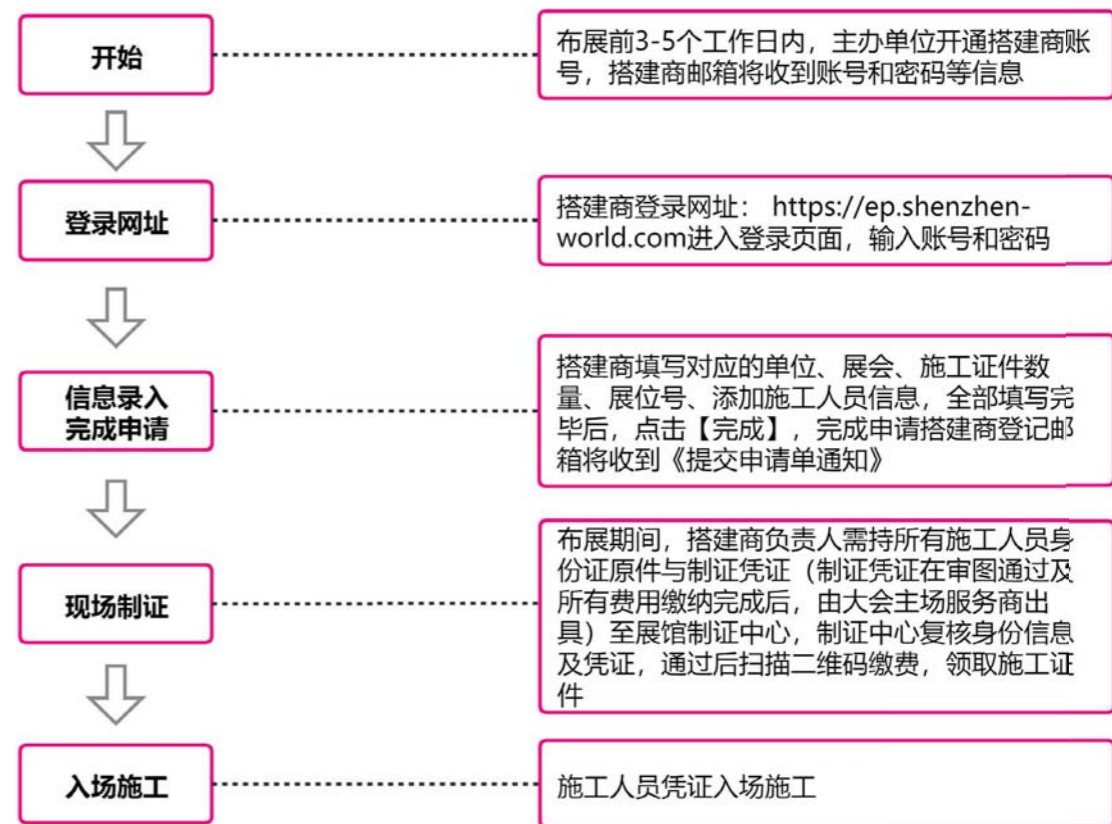 开始
布展前3-5个工作日内，主办单位开通搭建商账
号，搭建商邮箱将收到账号和密码等信息
登录网址
搭建商登录网址： https://ep.shenzhen-
world.com进入登录页面，输入账号和密码
信息录入
完成申请
搭建商填写对应的单位、展会、施工证件数
量、展位号、添加施工人员信息，全部填写完
毕后，点击【完成】，完成申请搭建商登记邮
箱将收到《提交申请单通知》
现场制证
布展期间，搭建商负责人需持所有施工人员身
份证原件与制证凭证（制证凭证在审图通过及
所有费用缴纳完成后，由大会主场服务商出
具）至展馆制证中心，制证中心复核身份信息
及凭证，通过后扫描二维码缴费，领取施工证
件
入场施工
施工人员凭证入场施工